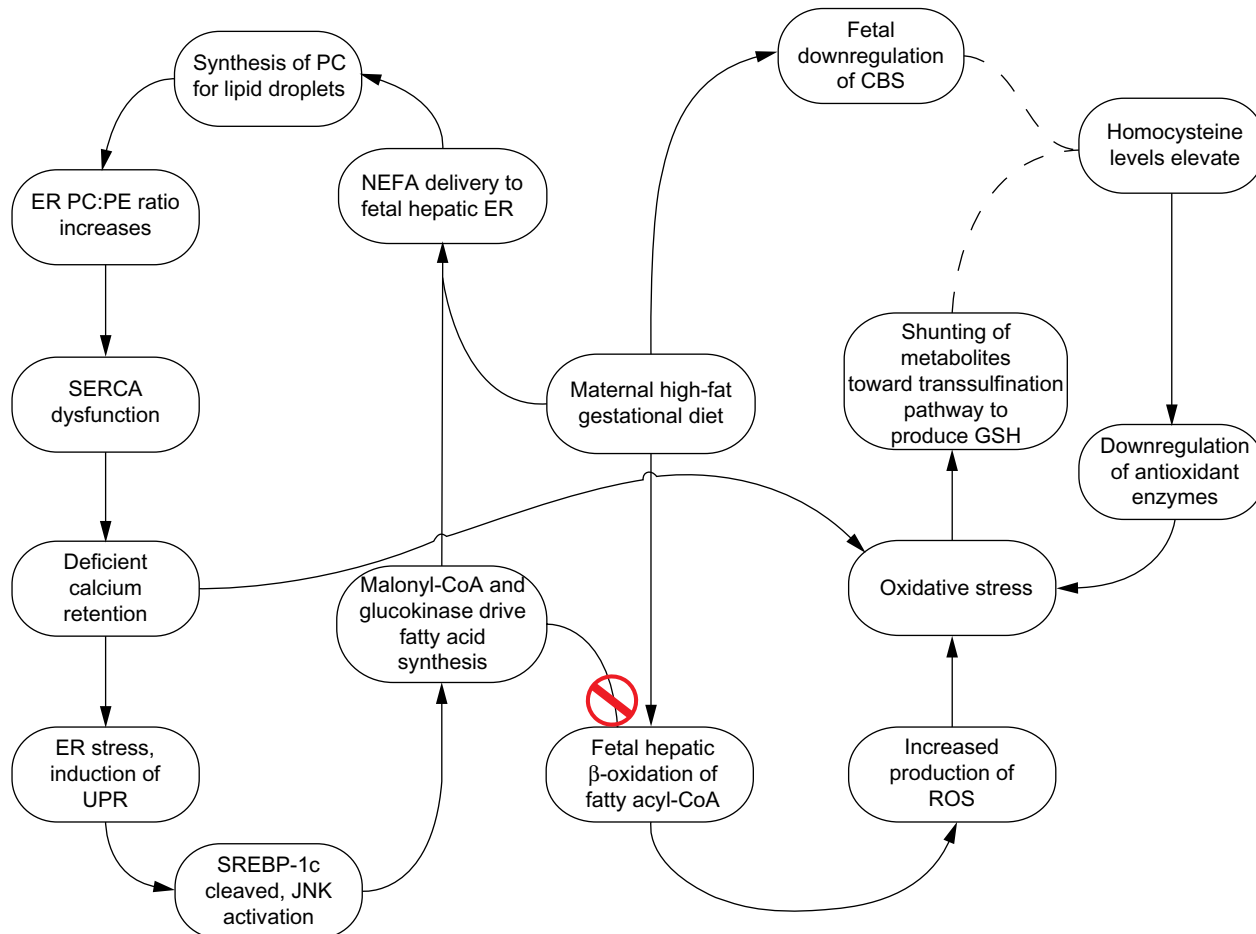 Fetal
downregulation
of CBS
Synthesis of PC
for lipid droplets
Homocysteine
levels elevate
NEFA delivery to
fetal hepatic ER
ER PC:PE ratio
increases
Shunting of
metabolites
toward transsulfination
pathway to
produce GSH
SERCA
dysfunction
Maternal high-fat
gestational diet
Downregulation
of antioxidant
enzymes
Deficient
calcium
retention
Malonyl-CoA and
glucokinase drive
fatty acid
synthesis
Oxidative stress
ER stress,
induction of
UPR
Fetal hepatic
β-oxidation of
fatty acyl-CoA
Increased
production of
ROS
SREBP-1c
cleaved, JNK
activation